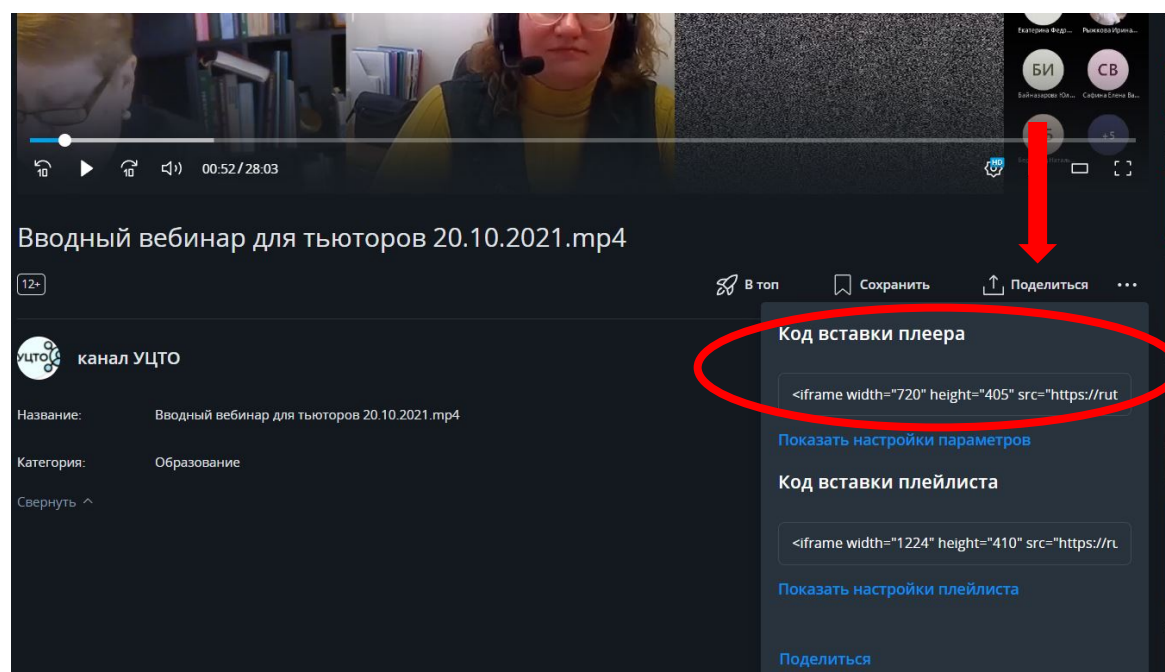 Екатерина Федр... Рыжкова Ирина...
БИ СВ
Байназарова Юл... Сафина Елена Ва...
+5
10 10 00:52 / 28:03 HD
Вводный вебинар для тьюторов 20.10.2021.mp4
12+ В топ Сохранить Поделиться ...
Код вставки плеера
УЦТО канал УЦТО
<iframe width="720" height="405" src="https://rut
Название: Вводный вебинар для тьюторов 20.10.2021.mp4
Показать настройки параметров
Категория: Образование
Код вставки плейлиста
Свернуть
<iframe width="1224" height="410" src="https://ru
Показать настройки плейлиста
Поделиться